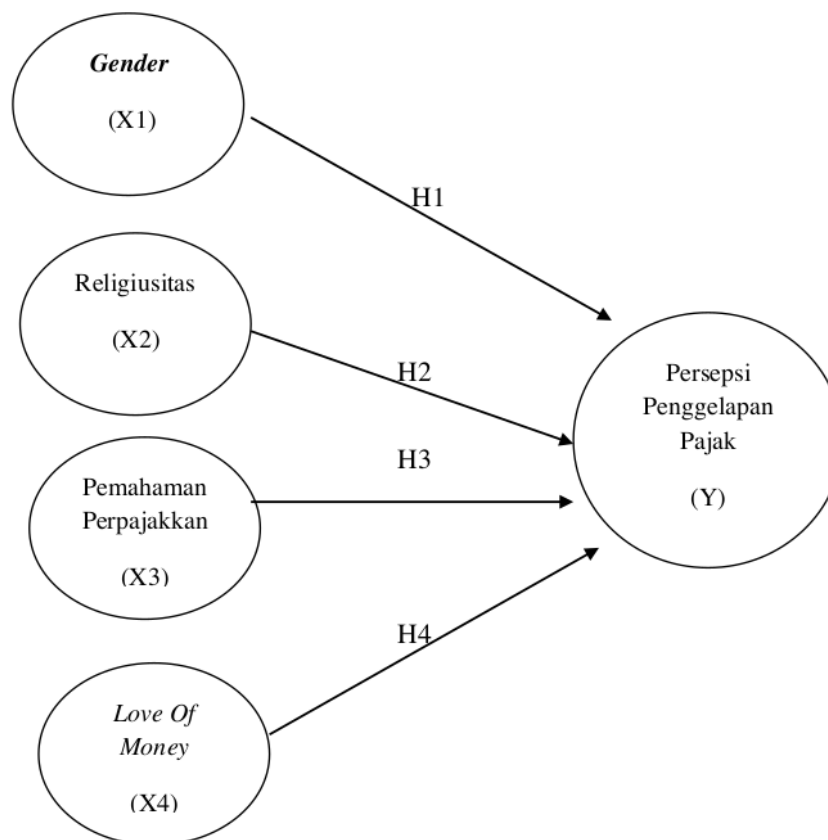 Gender
(X1)
H1
Religiusitas
(X2)
H2
Persepsi
Penggelapan
Pajak
(Y)
H3
Pemahaman
Perpajakkan
(X3)
H4
Love Of
Money
(X4)